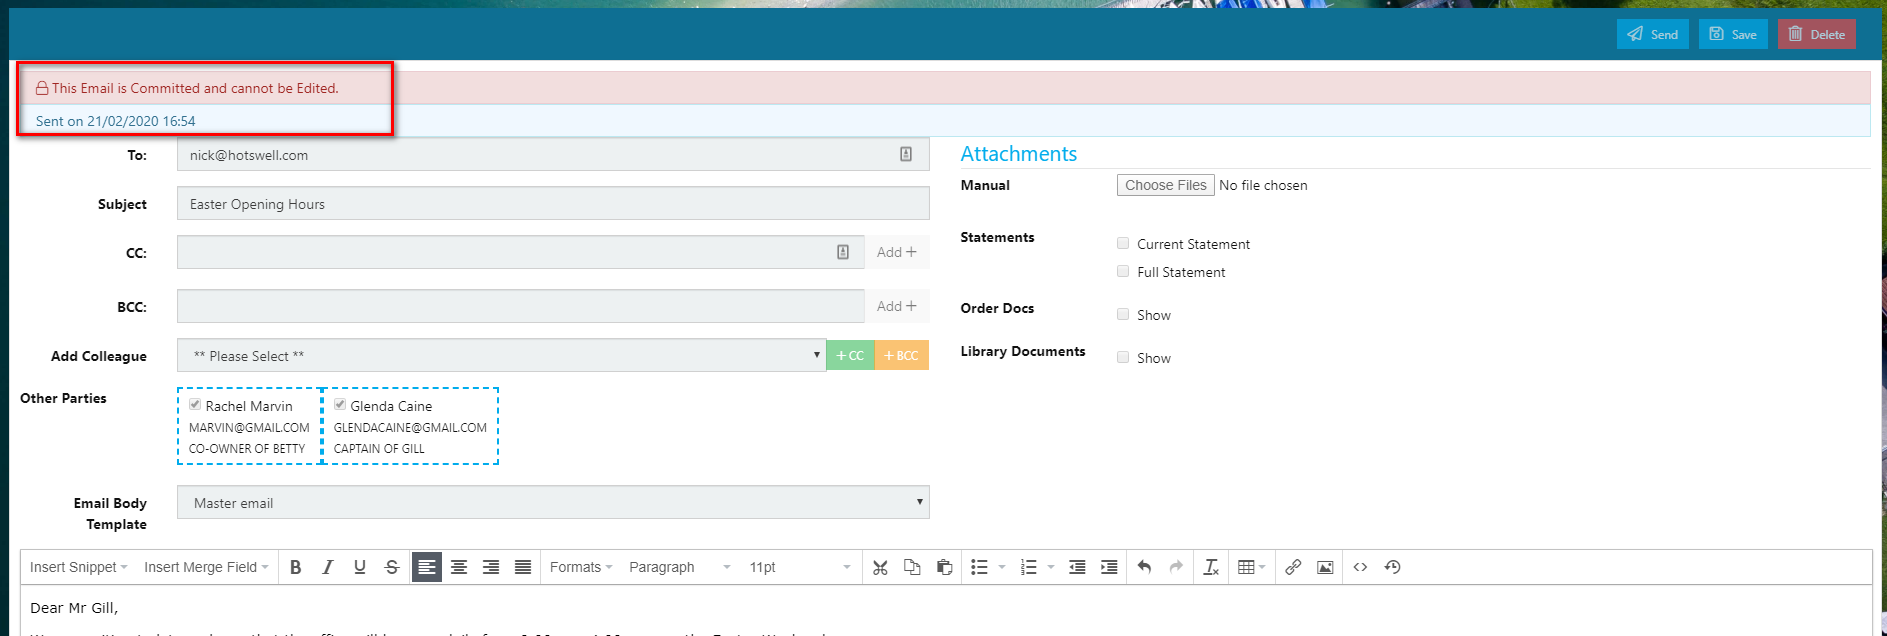 Send Save Delete
This Email is Committed and cannot be Edited.
Sent on 21/02/2020 16:54
To: nick@hotswell.com
Subject Easter Opening Hours
CC: Add +
BCC: Add +
Add Colleague ** Please Select ** + CC + BCC
Other Parties
Rachel Marvin
MARVIN@GMAIL.COM
CO-OWNER OF BETTY
Glenda Caine
GLENDACAINE@GMAIL.COM
CAPTAIN OF GILL
Email Body
Template
Master email
Attachments
Manual Choose Files No file chosen
Statements
Current Statement
Full Statement
Order Docs Show
Library Documents Show
Insert Snippet Insert Merge Field B I U S Formats Paragraph 11pt
Dear Mr Gill,